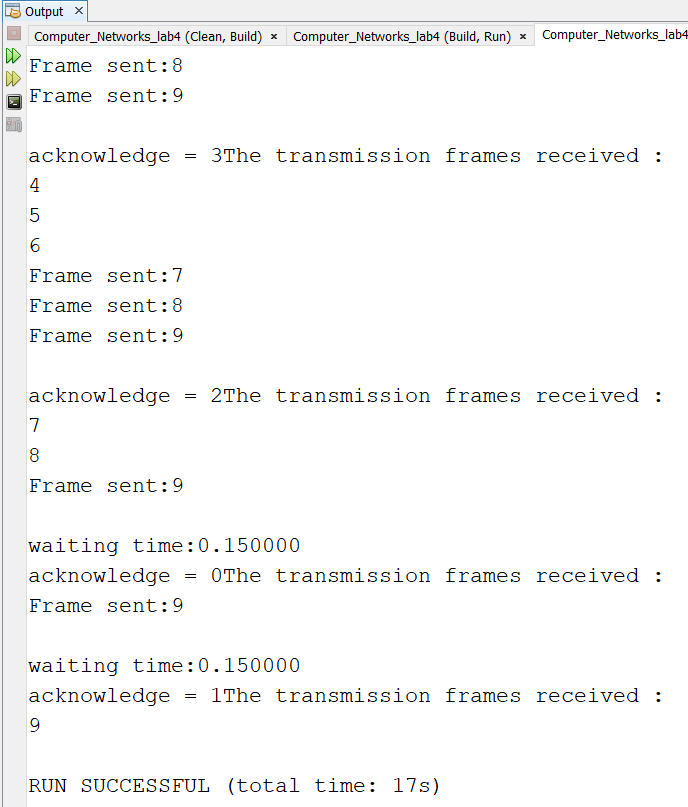 Output ×
Computer_Networks_lab4 (Clean, Build) × Computer_Networks_lab4 (Build, Run) × Computer_Networks_lab4
Frame sent:8
Frame sent:9
acknowledge = 3The transmission frames received :
4
5
6
Frame sent:7
Frame sent:8
Frame sent:9
acknowledge = 2The transmission frames received :
7
8
Frame sent:9
waiting time:0.150000
acknowledge = 0The transmission frames received :
Frame sent:9
waiting time:0.150000
acknowledge = 1The transmission frames received :
9
RUN SUCCESSFUL (total time: 17s)